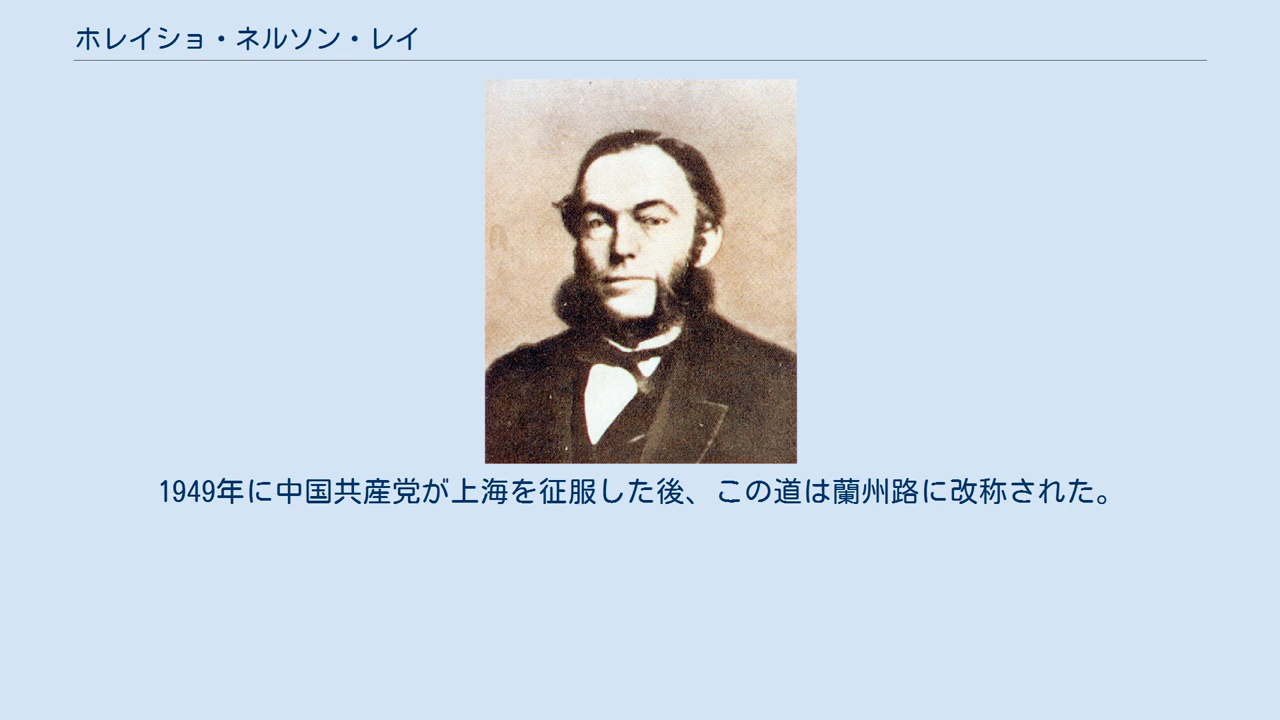 ホレイショ・ネルソン・レイ
1949年に中国共産党が上海を征服した後、この道は蘭州路に改称された。